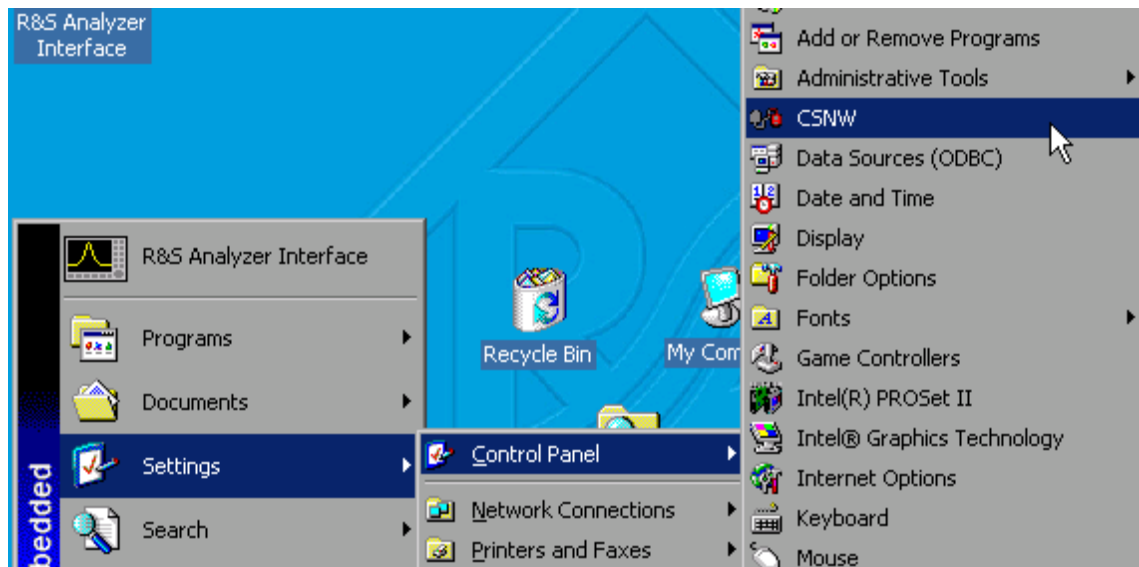 R&S Analyzer
Interface
R&S Analyzer Interface
Programs
Documents
Settings
Search
bedded
Recycle Bin
My Com
Control Panel
Network Connections
Printers and Faxes
Add or Remove Programs
Administrative Tools
CSNW
Data Sources (ODBC)
Date and Time
Display
Folder Options
Fonts
Game Controllers
Intel(R) PROSet II
Intel® Graphics Technology
Internet Options
Keyboard
Mouse